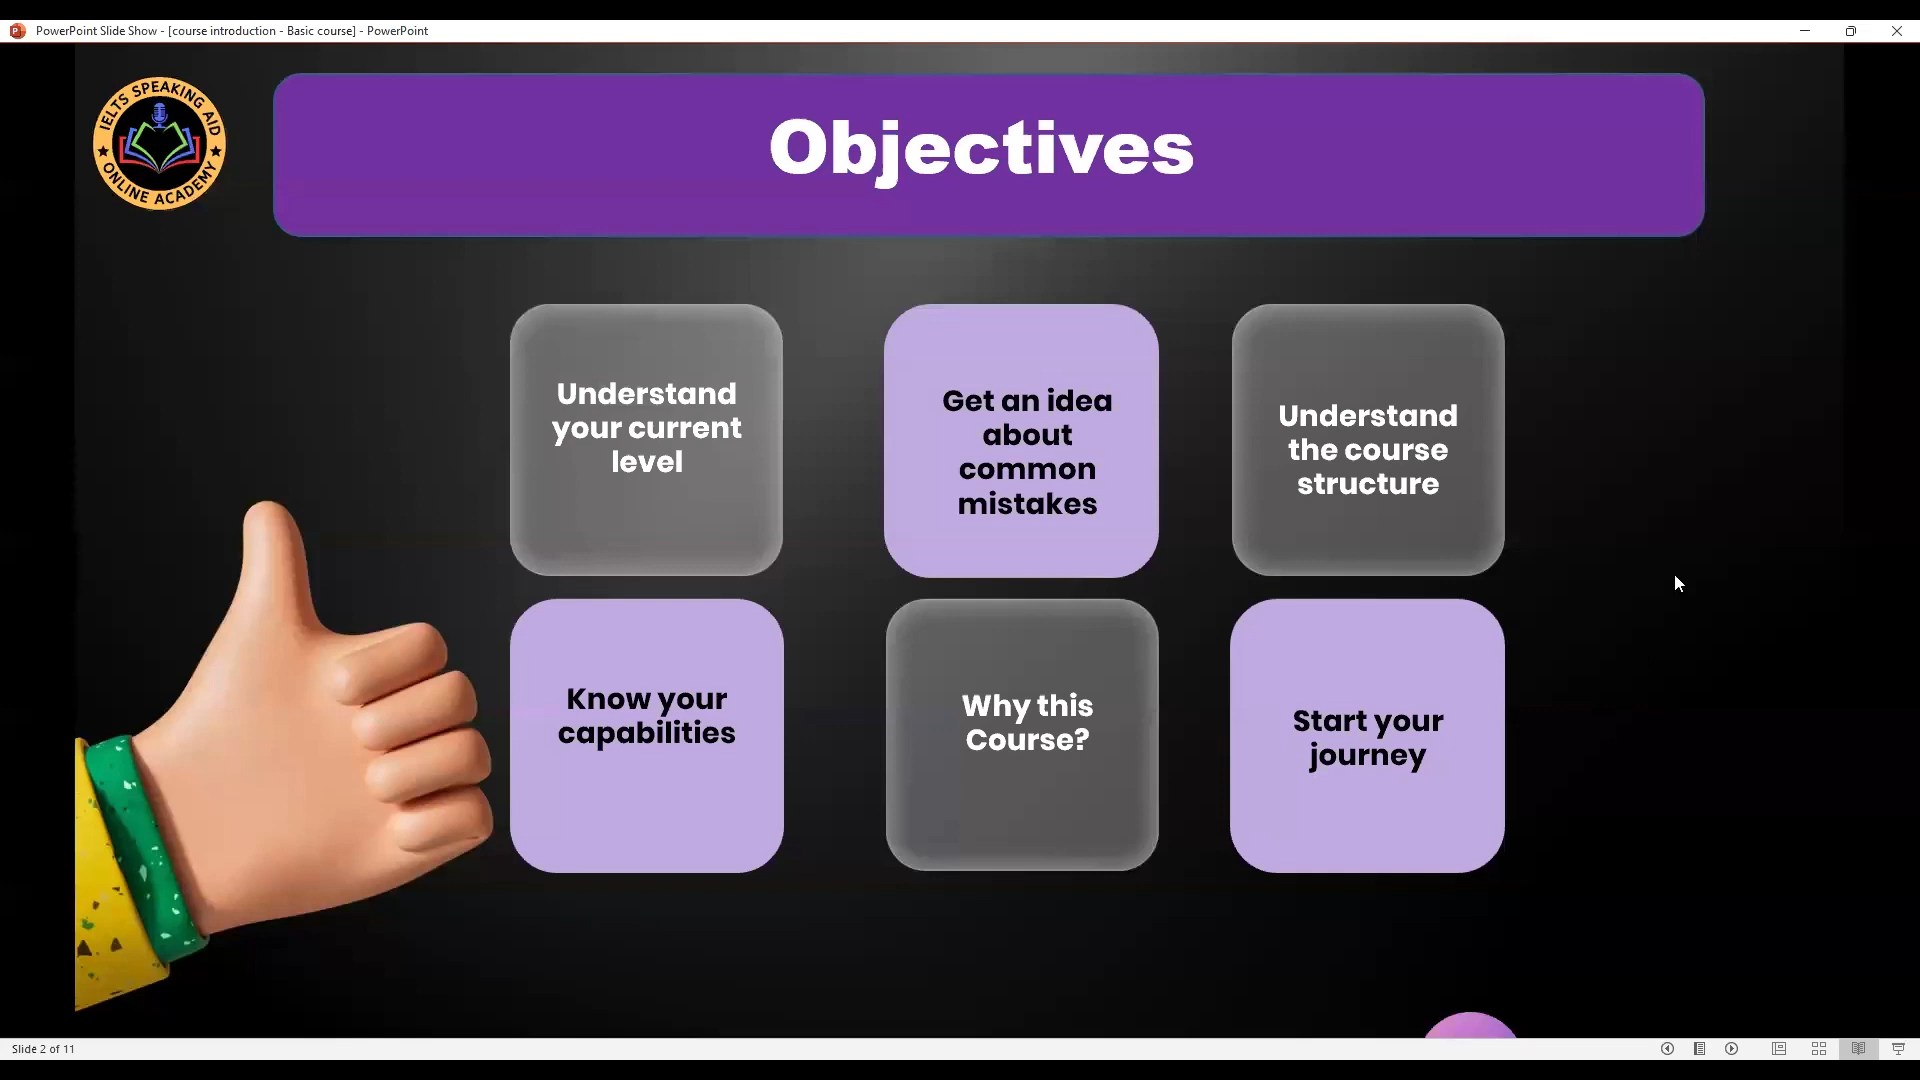 PowerPoint Slide Show - [course introduction - Basic course] - PowerPoint
IELTS SPEAKING AID
ONLINE ACADEMY
Objectives
Understand
your current
level
Get an idea
about
common
mistakes
Understand
the course
structure
Know your
capabilities
Why this
Course?
Start your
journey
Slide 2 of 11